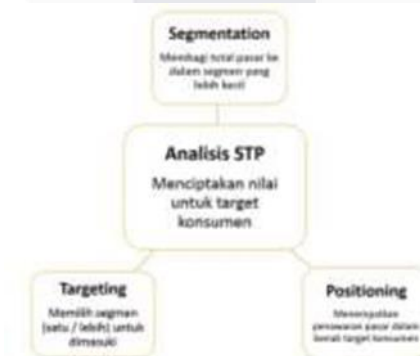 Segmentation
Membagi total pasar ke
dalam segmen yang
lebih kecil
Analisis STP
Menciptakan nilai
untuk target
konsumen
Targeting
Memilih segmen
(satu / lebih) untuk
dimasuki
Positioning
Menempatkan
penawaran pasar dalam
benak target konsumen